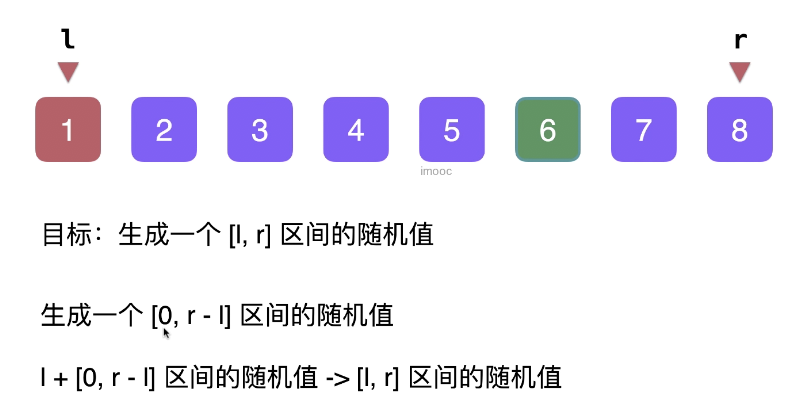 l r
1 2 3 4 5 6 7 8
imooc
目标：生成一个 [l, r] 区间的随机值
生成一个 [0, r - l] 区间的随机值
l + [0, r - l] 区间的随机值 -> [l, r] 区间的随机值